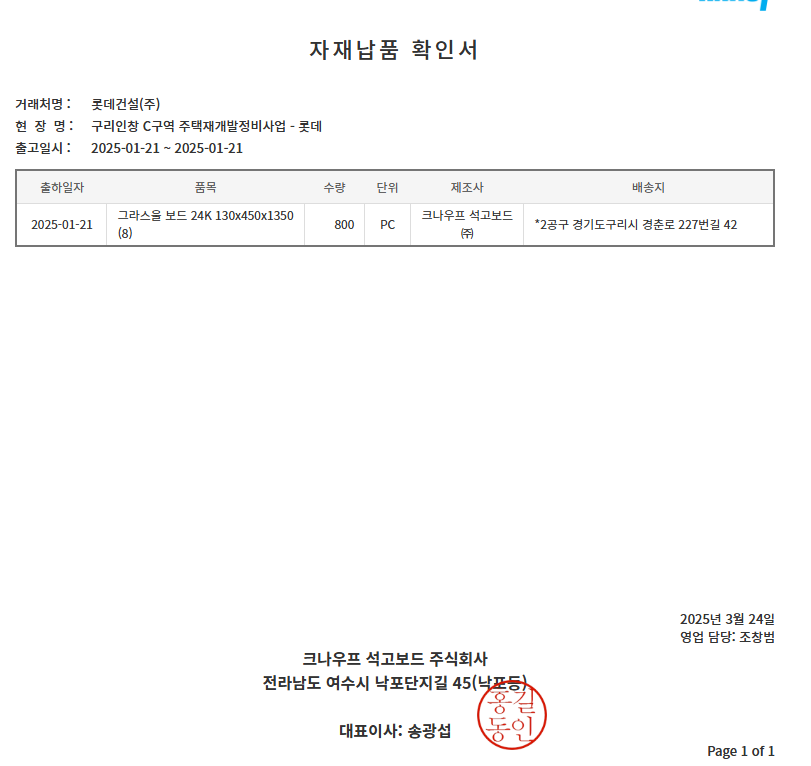 자재납품 확인서
거래처명 : 롯데건설(주)
현 장 명 : 구리인창 C구역 주택재개발정비사업 - 롯데
출고일시 : 2025-01-21 ~ 2025-01-21
출하일자 품목 수량 단위 제조사 배송지
2025-01-21 그라스울 보드 24K 130x450x1350 (8) 800 PC 크나우프 석고보드 ㈜ *2공구 경기도구리시 경춘로 227번길 42
2025년 3월 24일
영업 담당: 조창범
크나우프 석고보드 주식회사
전라남도 여수시 낙포단지길 45(낙포동)
대표이사: 송광섭
홍길
동인
Page 1 of 1